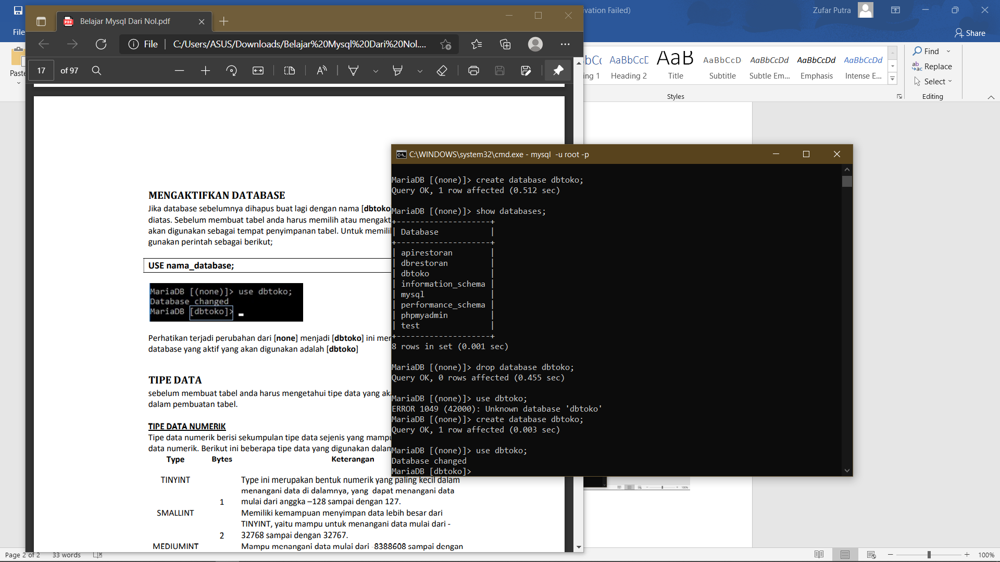 Belajar Mysql Dari Nol.pdf
File
C:/Users/ASUS/Downloads/Belajar%20Mysql%20Dari%20Nol....
17
of 97
MENGAKTIFKAN DATABASE
Jika database sebelumnya dihapus buat lagi dengan nama [dbtoko
diatas. Sebelum membuat tabel anda harus memilih atau mengakt
akan digunakan sebagai tempat penyimpanan tabel. Untuk memili
gunakan perintah sebagai berikut;
USE nama_database;
MariaDB [(none)]> use dbtoko;
Database changed
MariaDB [dbtoko]>
Perhatikan terjadi perubahan dari [none] menjadi [dbtoko] ini mer
database yang aktif yang akan digunakan adalah [dbtoko]
TIPE DATA
sebelum membuat tabel anda harus mengetahui tipe data yang aka
dalam pembuatan tabel.
TIPE DATA NUMERIK
Tipe data numerik berisi sekumpulan tipe data sejenis yang mampu
data numerik. Berikut ini beberapa tipe data yang digunakan dalam
Type Bytes Keterangan
TINYINT Type ini merupakan bentuk numerik yang paling kecil dalam
menangani data di dalamnya, yang  dapat menangani data
1 mulai dari anggka –128 sampai dengan 127.
SMALLINT Memiliki kemampuan menyimpan data lebih besar dari
TINYINT, yaitu mampu untuk menangani data mulai dari -
2 32768 sampai dengan 32767.
MEDIUMINT Mampu menangani data mulai dari -8388608 sampai dengan
C:\WINDOWS\system32\cmd.exe - mysql  -u root -p
MariaDB [(none)]> create database dbtoko;
Query OK, 1 row affected (0.512 sec)
MariaDB [(none)]> show databases;
+--------------------+
| Database           |
+--------------------+
| apirestoran        |
| dbrestoran         |
| dbtoko             |
| information_schema |
| mysql              |
| performance_schema |
| phpmyadmin         |
| test               |
+--------------------+
8 rows in set (0.001 sec)
MariaDB [(none)]> drop database dbtoko;
Query OK, 0 rows affected (0.455 sec)
MariaDB [(none)]> use dbtoko;
ERROR 1049 (42000): Unknown database 'dbtoko'
MariaDB [(none)]> create database dbtoko;
Query OK, 1 row affected (0.003 sec)
MariaDB [(none)]> use dbtoko;
Database changed
MariaDB [dbtoko]>
ivation Failed)
Zufar Putra
File
Share
Paste
AaBbCcD AaB AaBbCcD AaBbCcDd AaBbCcDd AaBbCcDd
ing 1 Heading 2 Title Subtitle Subtle Em... Emphasis Intense E...
Styles
Find
Replace
Select
Editing
100%
Page 2 of 2
33 words
100%